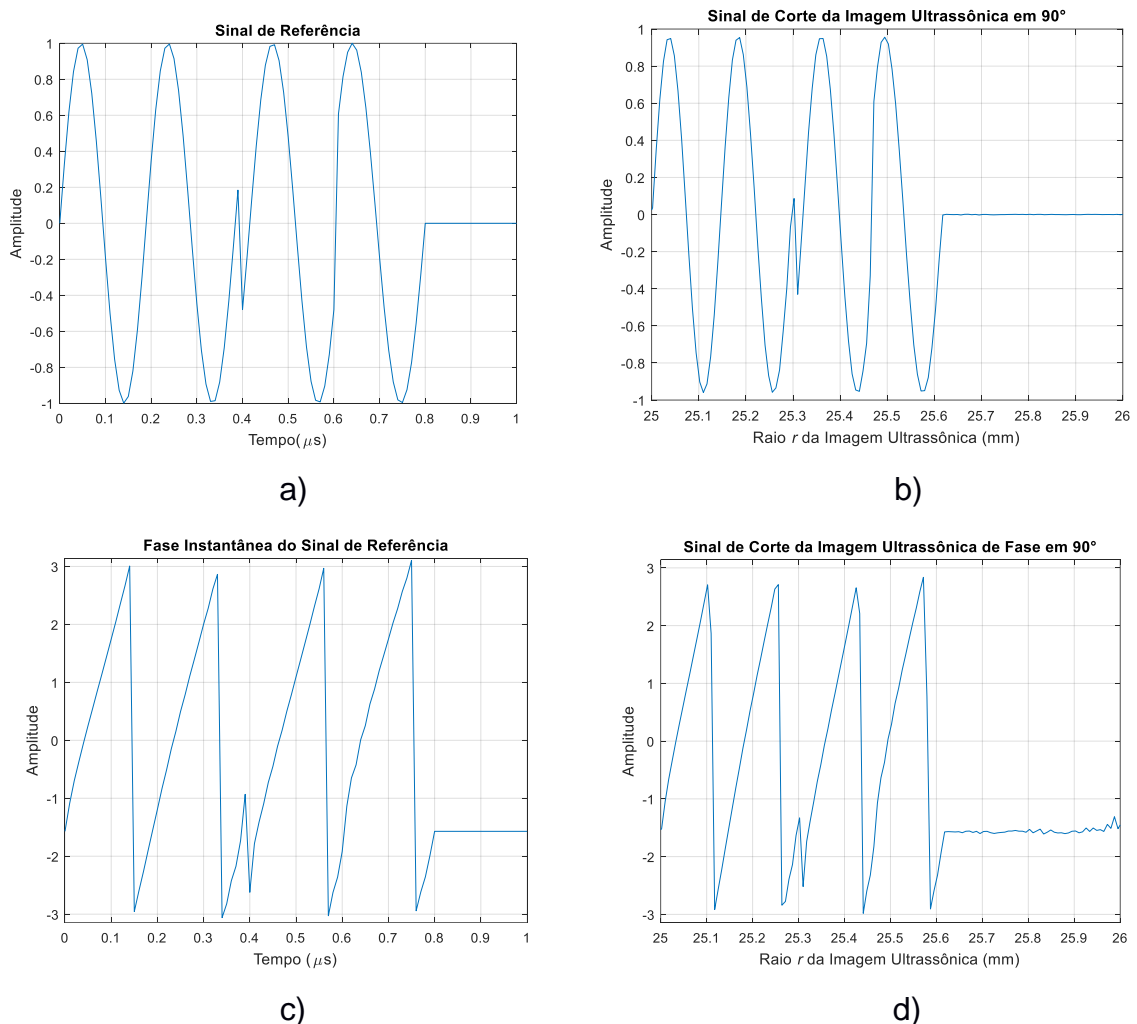 Sinal de Referência
1
0.8
0.6
0.4
0.2
0
-0.2
-0.4
-0.6
-0.8
-1
Amplitude
0 0.1 0.2 0.3 0.4 0.5 0.6 0.7 0.8 0.9 1
Tempo( μs)
a)
Sinal de Corte da Imagem Ultrassônica em 90°
1
0.8
0.6
0.4
0.2
0
-0.2
-0.4
-0.6
-0.8
-1
Amplitude
25 25.1 25.2 25.3 25.4 25.5 25.6 25.7 25.8 25.9 26
Raio r da Imagem Ultrassônica (mm)
b)
Fase Instantânea do Sinal de Referência
3
2
1
0
-1
-2
-3
Amplitude
0 0.1 0.2 0.3 0.4 0.5 0.6 0.7 0.8 0.9 1
Tempo (μs)
c)
Sinal de Corte da Imagem Ultrassônica de Fase em 90°
3
2
1
0
-1
-2
-3
Amplitude
25 25.1 25.2 25.3 25.4 25.5 25.6 25.7 25.8 25.9 26
Raio r da Imagem Ultrassônica (mm)
d)